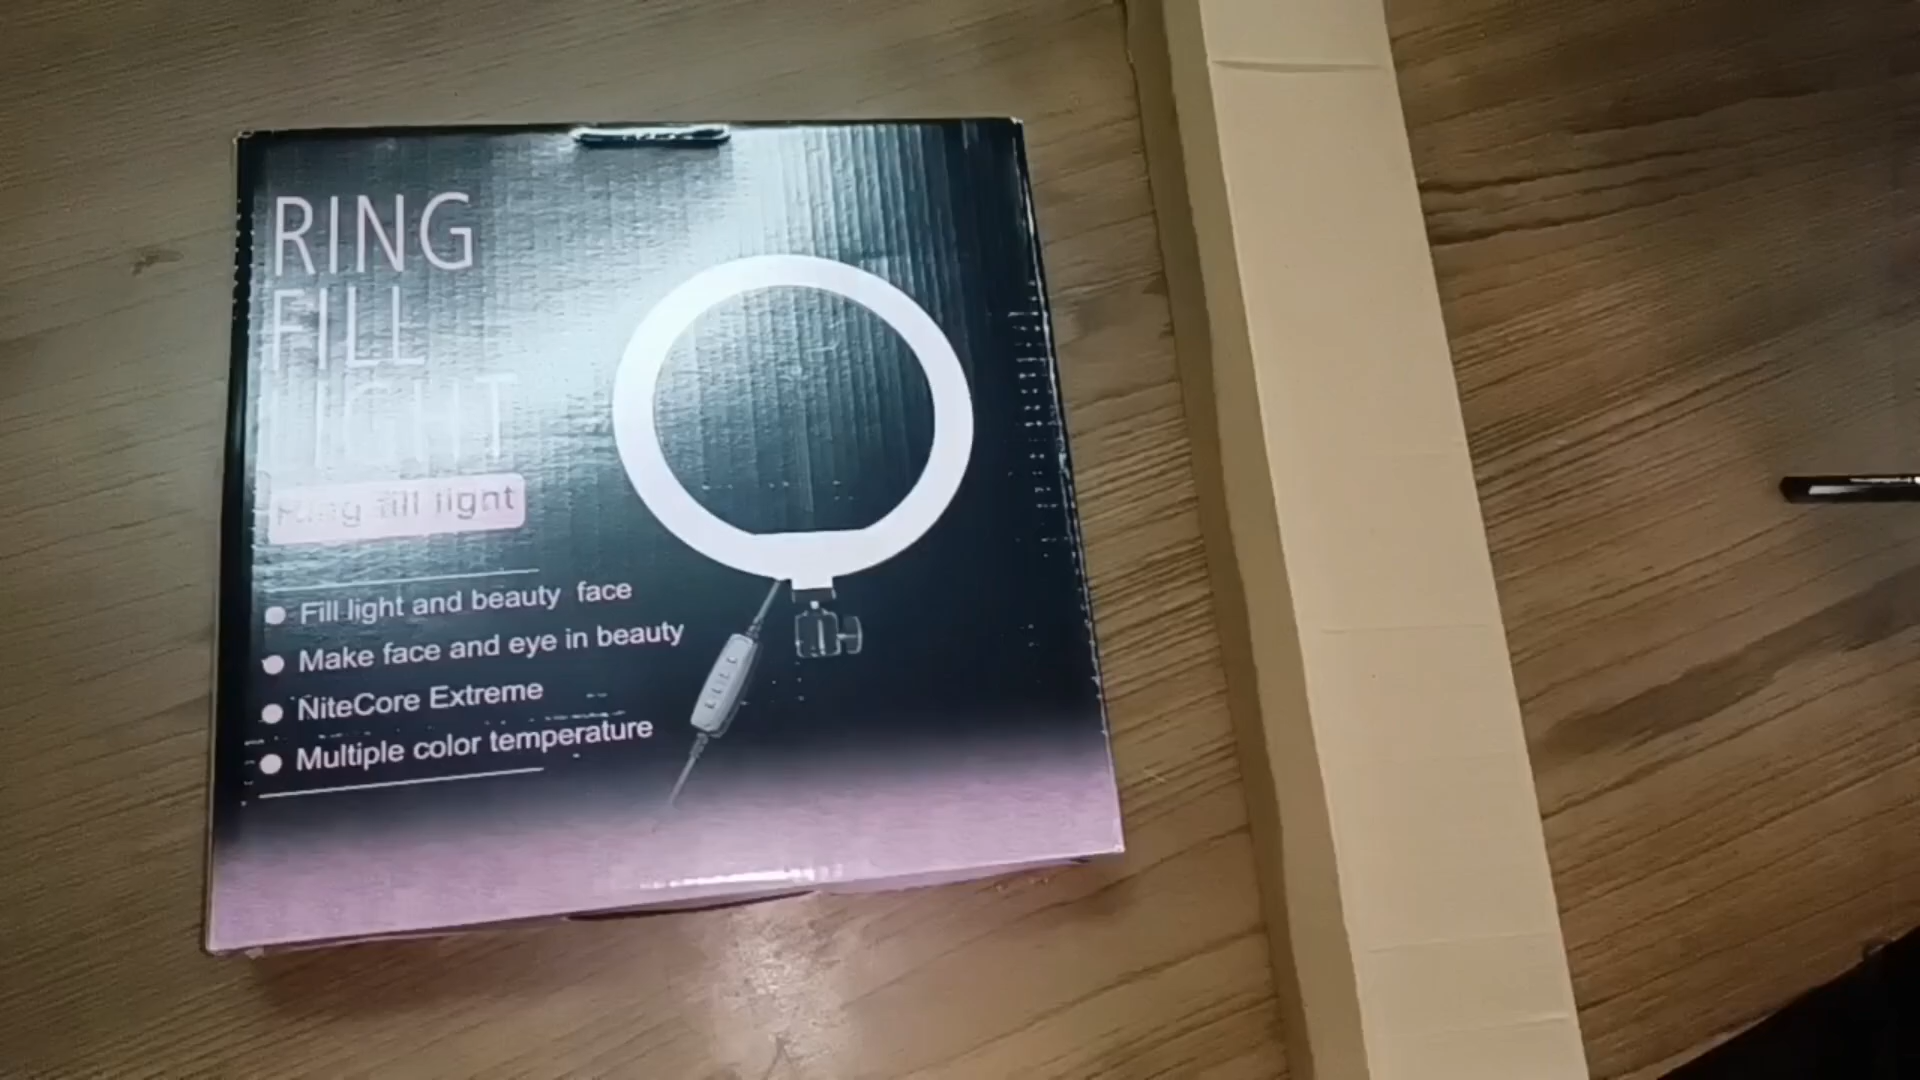 RING
FILL
LIGHT
Ring fill light
Fill light and beauty face
Make face and eye in beauty
NiteCore Extreme
Multiple color temperature